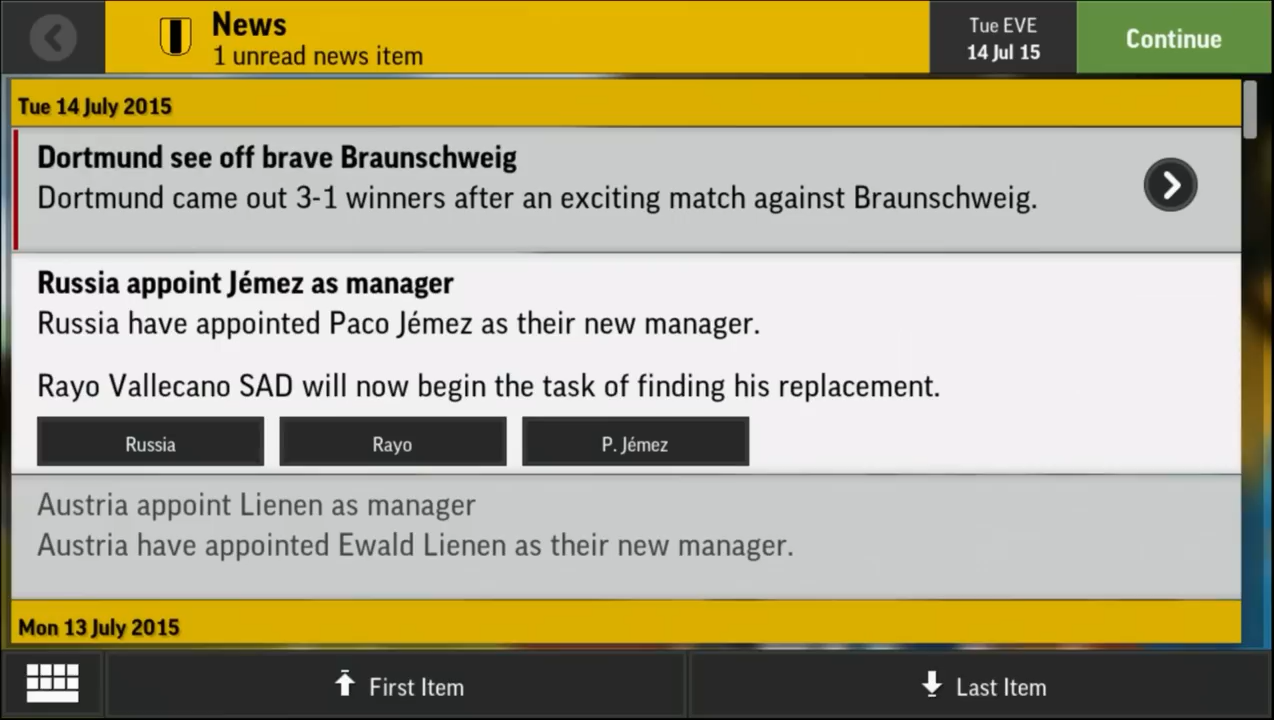 News
1 unread news item
Tue EVE
14 Jul 15
Continue
Tue 14 July 2015
Dortmund see off brave Braunschweig
Dortmund came out 3-1 winners after an exciting match against Braunschweig.
Russia appoint Jémez as manager
Russia have appointed Paco Jémez as their new manager.
Rayo Vallecano SAD will now begin the task of finding his replacement.
Russia
Rayo
P. Jémez
Austria appoint Lienen as manager
Austria have appointed Ewald Lienen as their new manager.
Mon 13 July 2015
First Item
Last Item